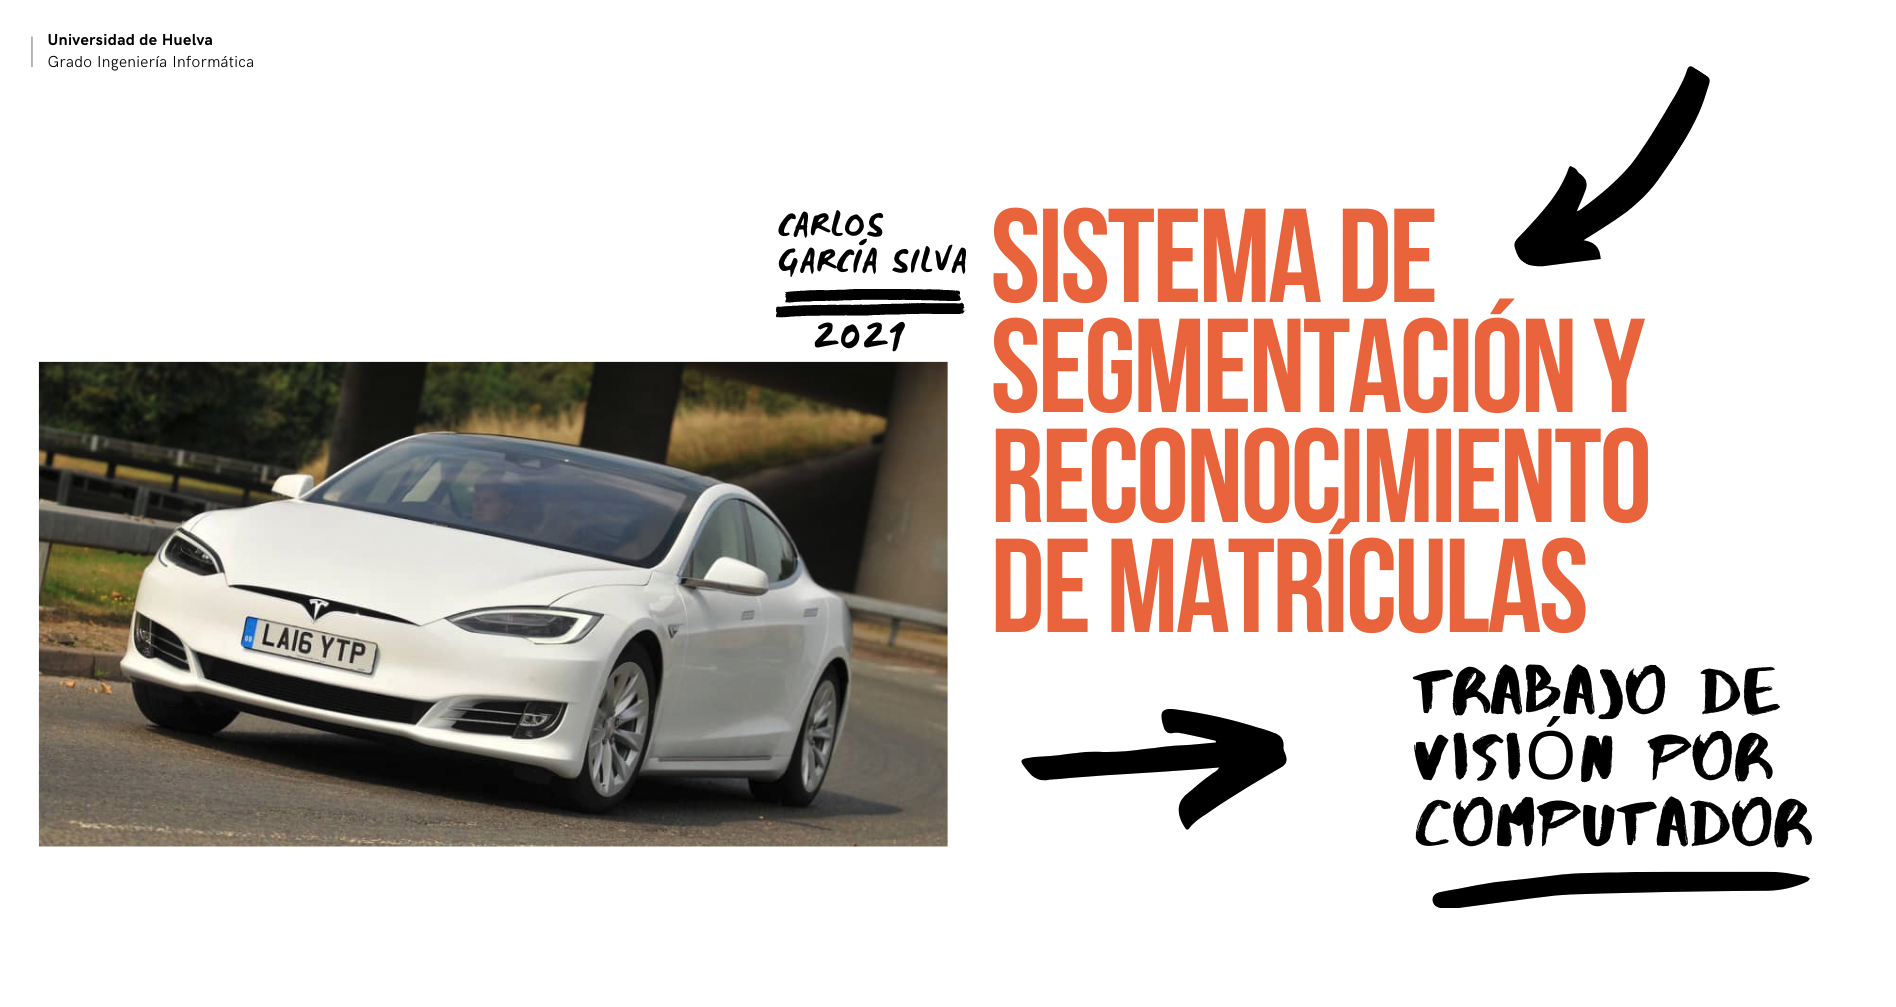 Universidad de Huelva
Grado Ingeniería Informática
CARLOS
GARCÍA SILVA
2021
SISTEMA DE
SEGMENTACIÓN Y
RECONOCIMIENTO
DE MATRÍCULAS
LA16 YTP
TRABAJO DE
VISIÓN POR
COMPUTADOR